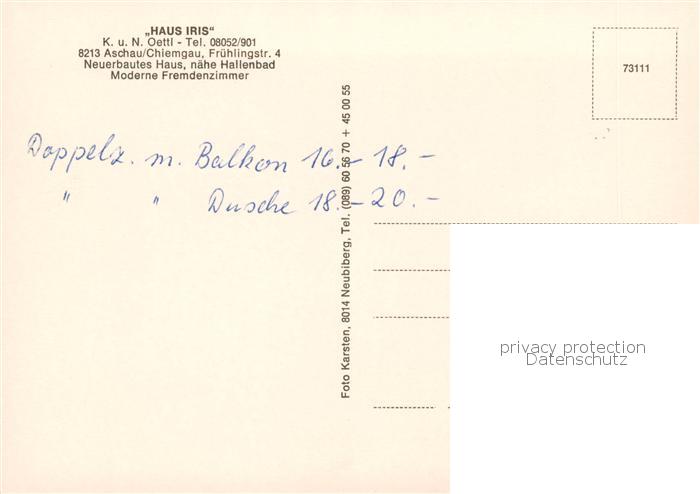 „HAUS IRIS“
K. u. N. Oettl - Tel. 08052/901
8213 Aschau/Chiemgau, Frühlingstr. 4
Neuerbautes Haus, nähe Hallenbad
Moderne Fremdenzimmer
73111
Doppelz. m. Balkon 16.- 18.-
" " Dusche 18.-20.-
Foto Karsten, 8014 Neubiberg, Tel. (089) 60 56 70 + 45 00 55
privacy protection
Datenschutz